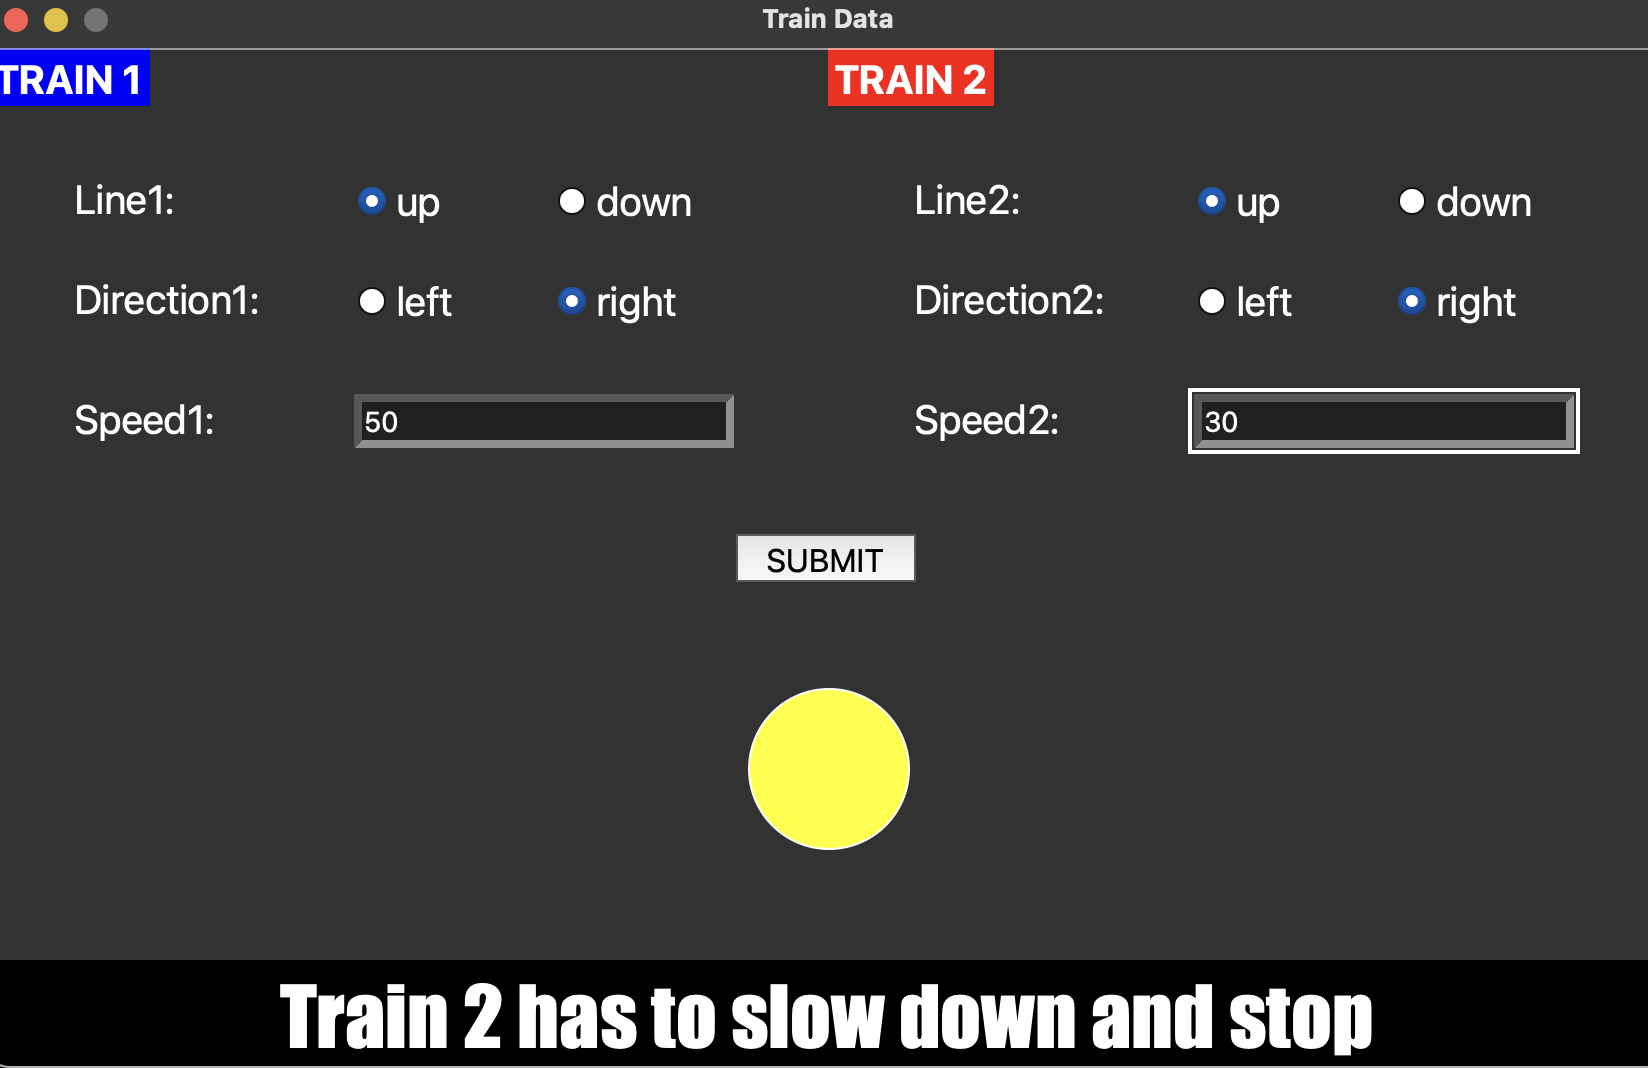 Train Data
TRAIN 1
TRAIN 2
Line1: up down
Line2: up down
Direction1: left right
Direction2: left right
Speed1: 50
Speed2: 30
SUBMIT
Train 2 has to slow down and stop